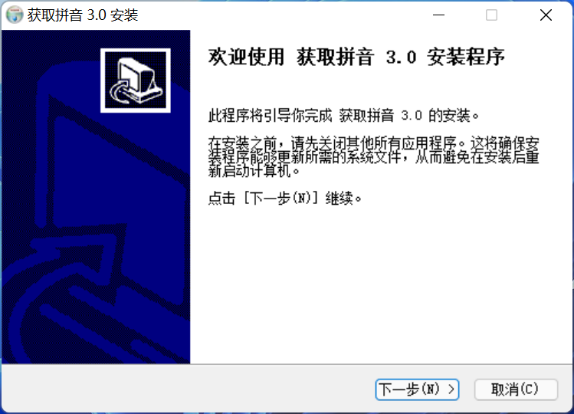 获取拼音 3.0 安装
欢迎使用 获取拼音 3.0 安装程序
此程序将引导你完成 获取拼音 3.0 的安装。
在安装之前，请先关闭其他所有应用程序。这将确保安
装程序能够更新所需的系统文件，从而避免在安装后重
新启动计算机。
点击 [下一步(N)] 继续。
下一步(N) >
取消(C)